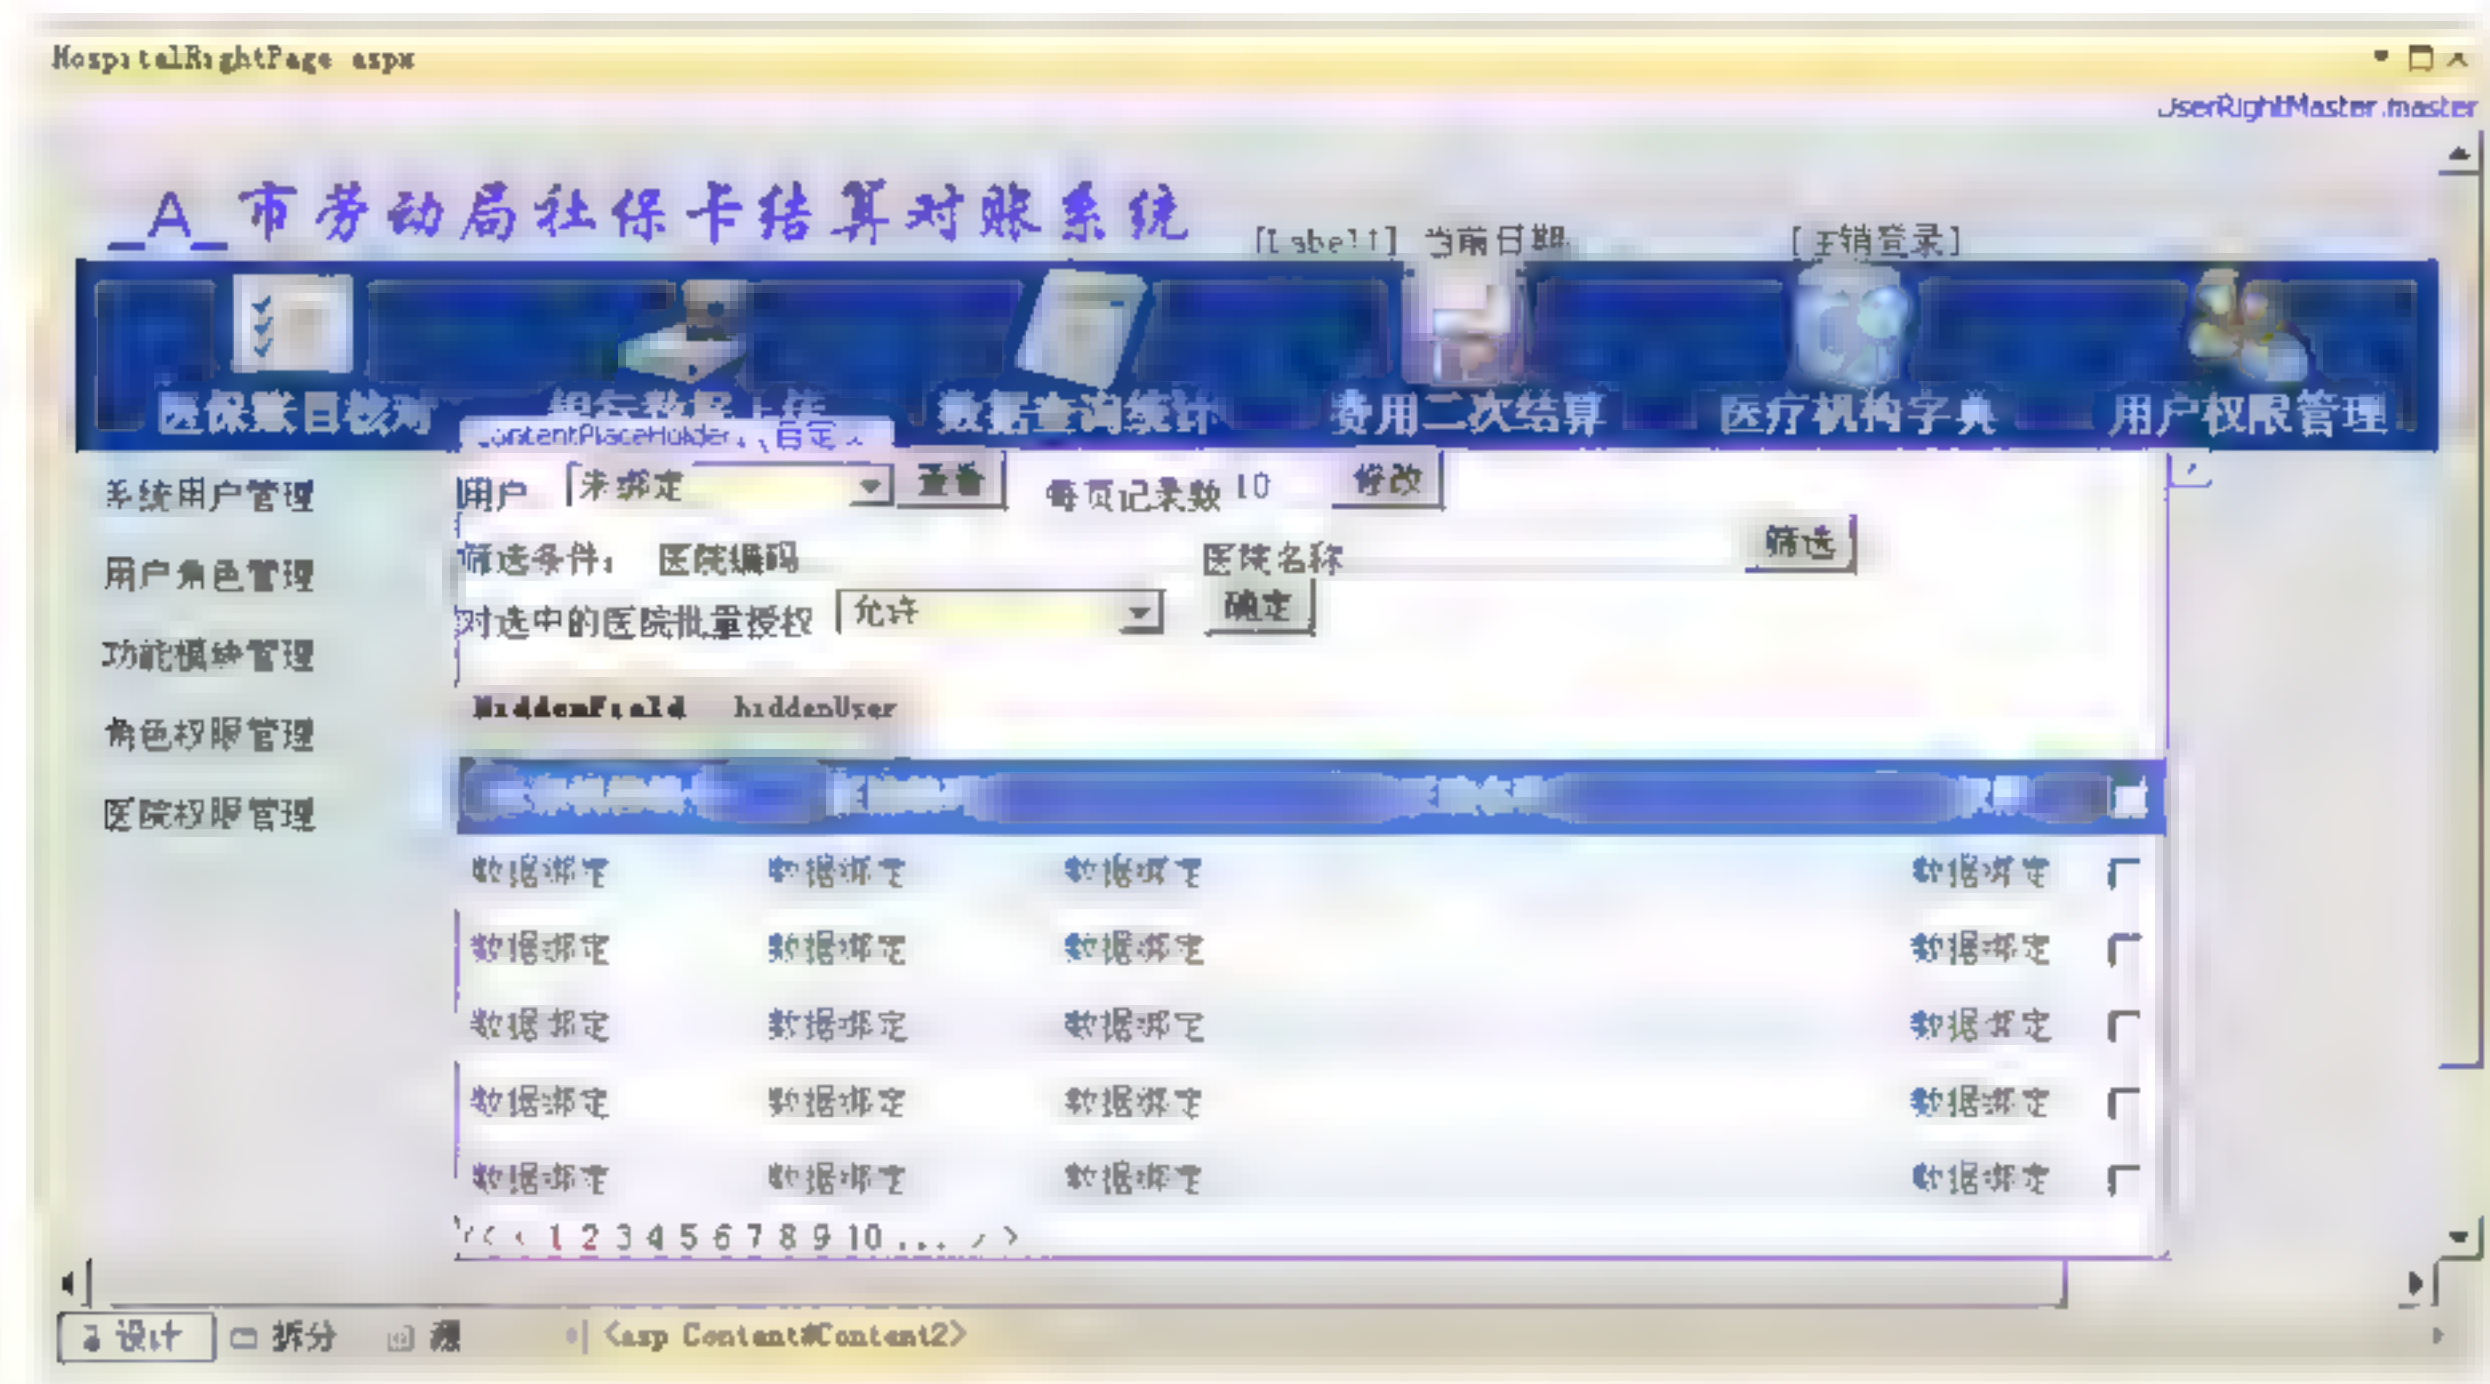 HospitalRightPage aspx
UserRightMaster.master
_A_ 市劳动局社保卡结算对账系统
[Label1] 当前日期 [注销登录]
医保账目核对 银行数据上传 数据查询统计 费用二次结算 医疗机构字典 用户权限管理
ContentPlaceHolder1 (自定义
系统用户管理
用户角色管理
功能模块管理
角色权限管理
医院权限管理
用户 未绑定 查看 每页记录数 10 修改
筛选条件: 医院编码 医院名称 筛选
对选中的医院批量授权 允许 确定
HiddenField hiddenUser
数据绑定 数据绑定 数据绑定 数据绑定
数据绑定 数据绑定 数据绑定 数据绑定
数据绑定 数据绑定 数据绑定 数据绑定
数据绑定 数据绑定 数据绑定 数据绑定
数据绑定 数据绑定 数据绑定 数据绑定
<< < 1 2 3 4 5 6 7 8 9 10 ... > >
设计 拆分 源 <asp Content#Content2>